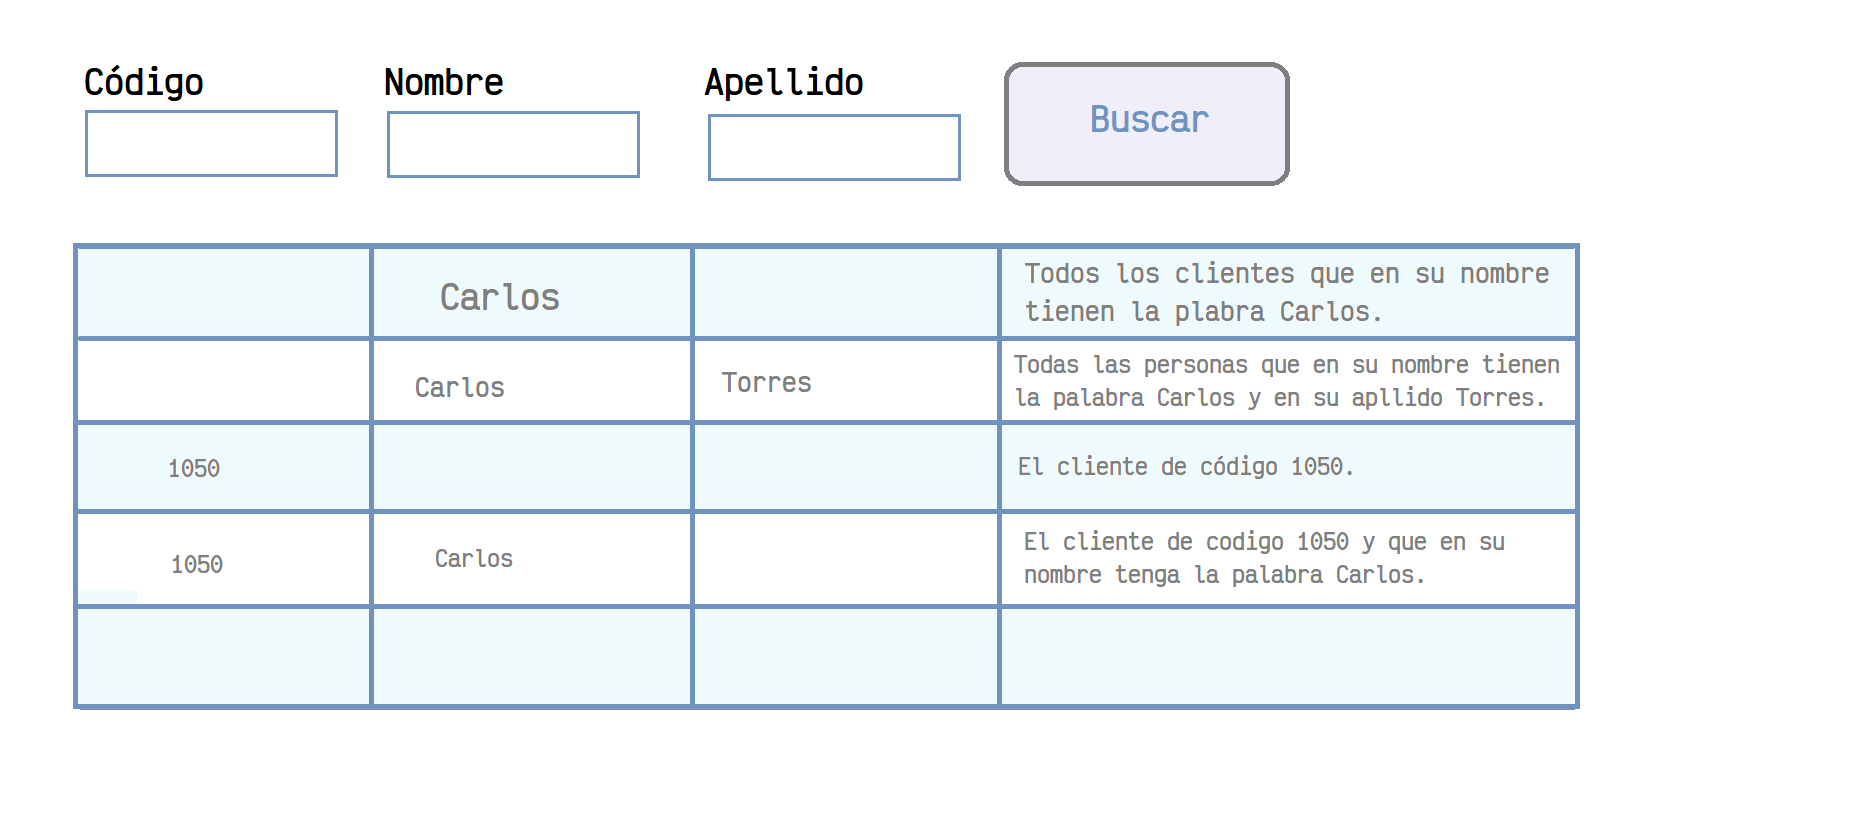 Código Nombre Apellido Buscar
Carlos
Todos los clientes que en su nombre
tienen la plabra Carlos.
Carlos
Torres
Todas las personas que en su nombre tienen
la palabra Carlos y en su apllido Torres.
1050
El cliente de código 1050.
1050
Carlos
El cliente de codigo 1050 y que en su
nombre tenga la palabra Carlos.